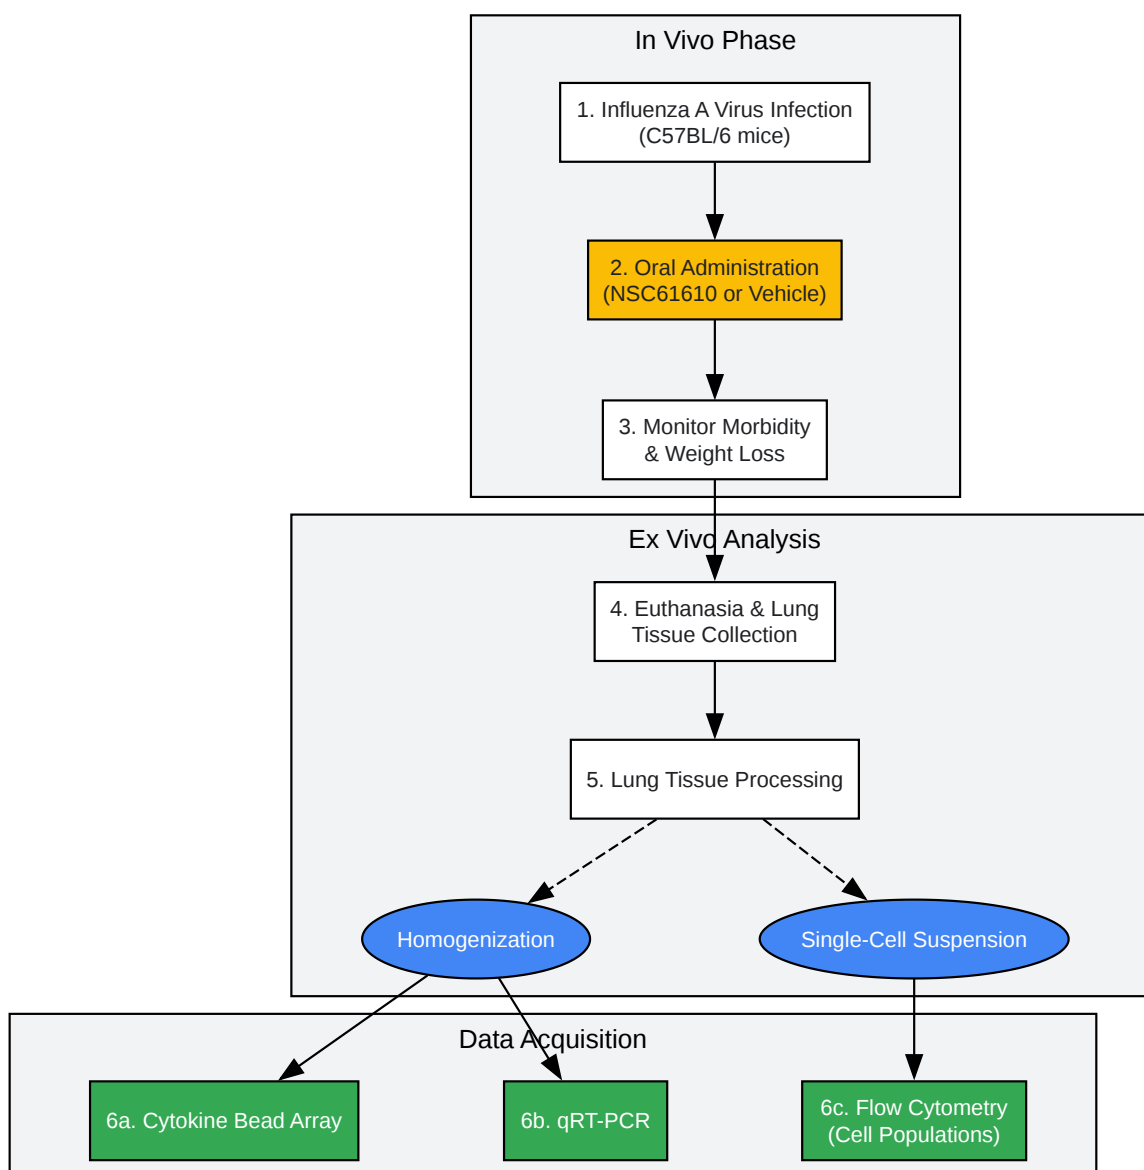 In Vivo Phase
1. Influenza A Virus Infection
(C57BL/6 mice)
2. Oral Administration
(NSC61610 or Vehicle)
3. Monitor Morbidity
& Weight Loss
Ex Vivo Analysis
4. Euthanasia & Lung
Tissue Collection
5. Lung Tissue Processing
Homogenization
Single-Cell Suspension
Data Acquisition
6a. Cytokine Bead Array
6b. qRT-PCR
6c. Flow Cytometry
(Cell Populations)